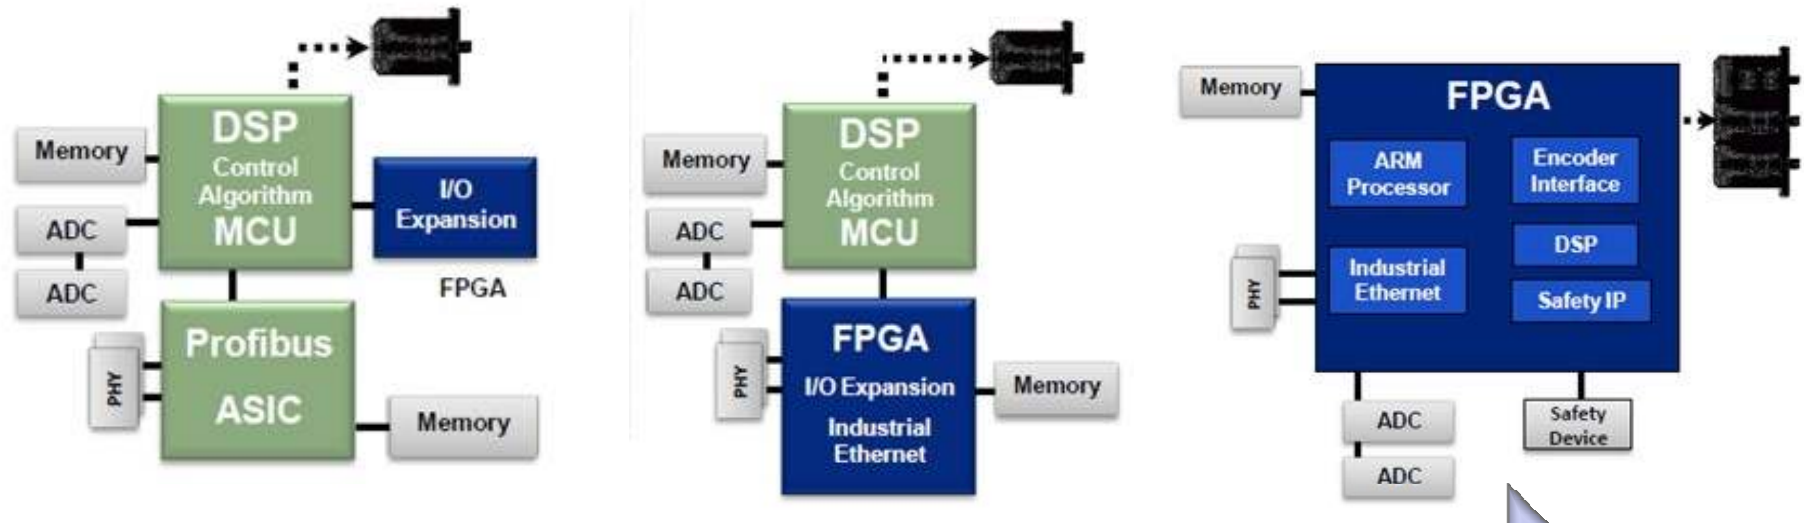 DSP
Control
Algorithm
MCU
Memory
ADC
ADC
I/O
Expansion
FPGA
Profibus
ASIC
PHY
Memory
DSP
Control
Algorithm
MCU
Memory
ADC
ADC
FPGA
I/O Expansion
Industrial
Ethernet
PHY
Memory
FPGA
Memory
ARM
Processor
Encoder
Interface
DSP
Industrial
Ethernet
Safety IP
PHY
ADC
ADC
Safety
Device